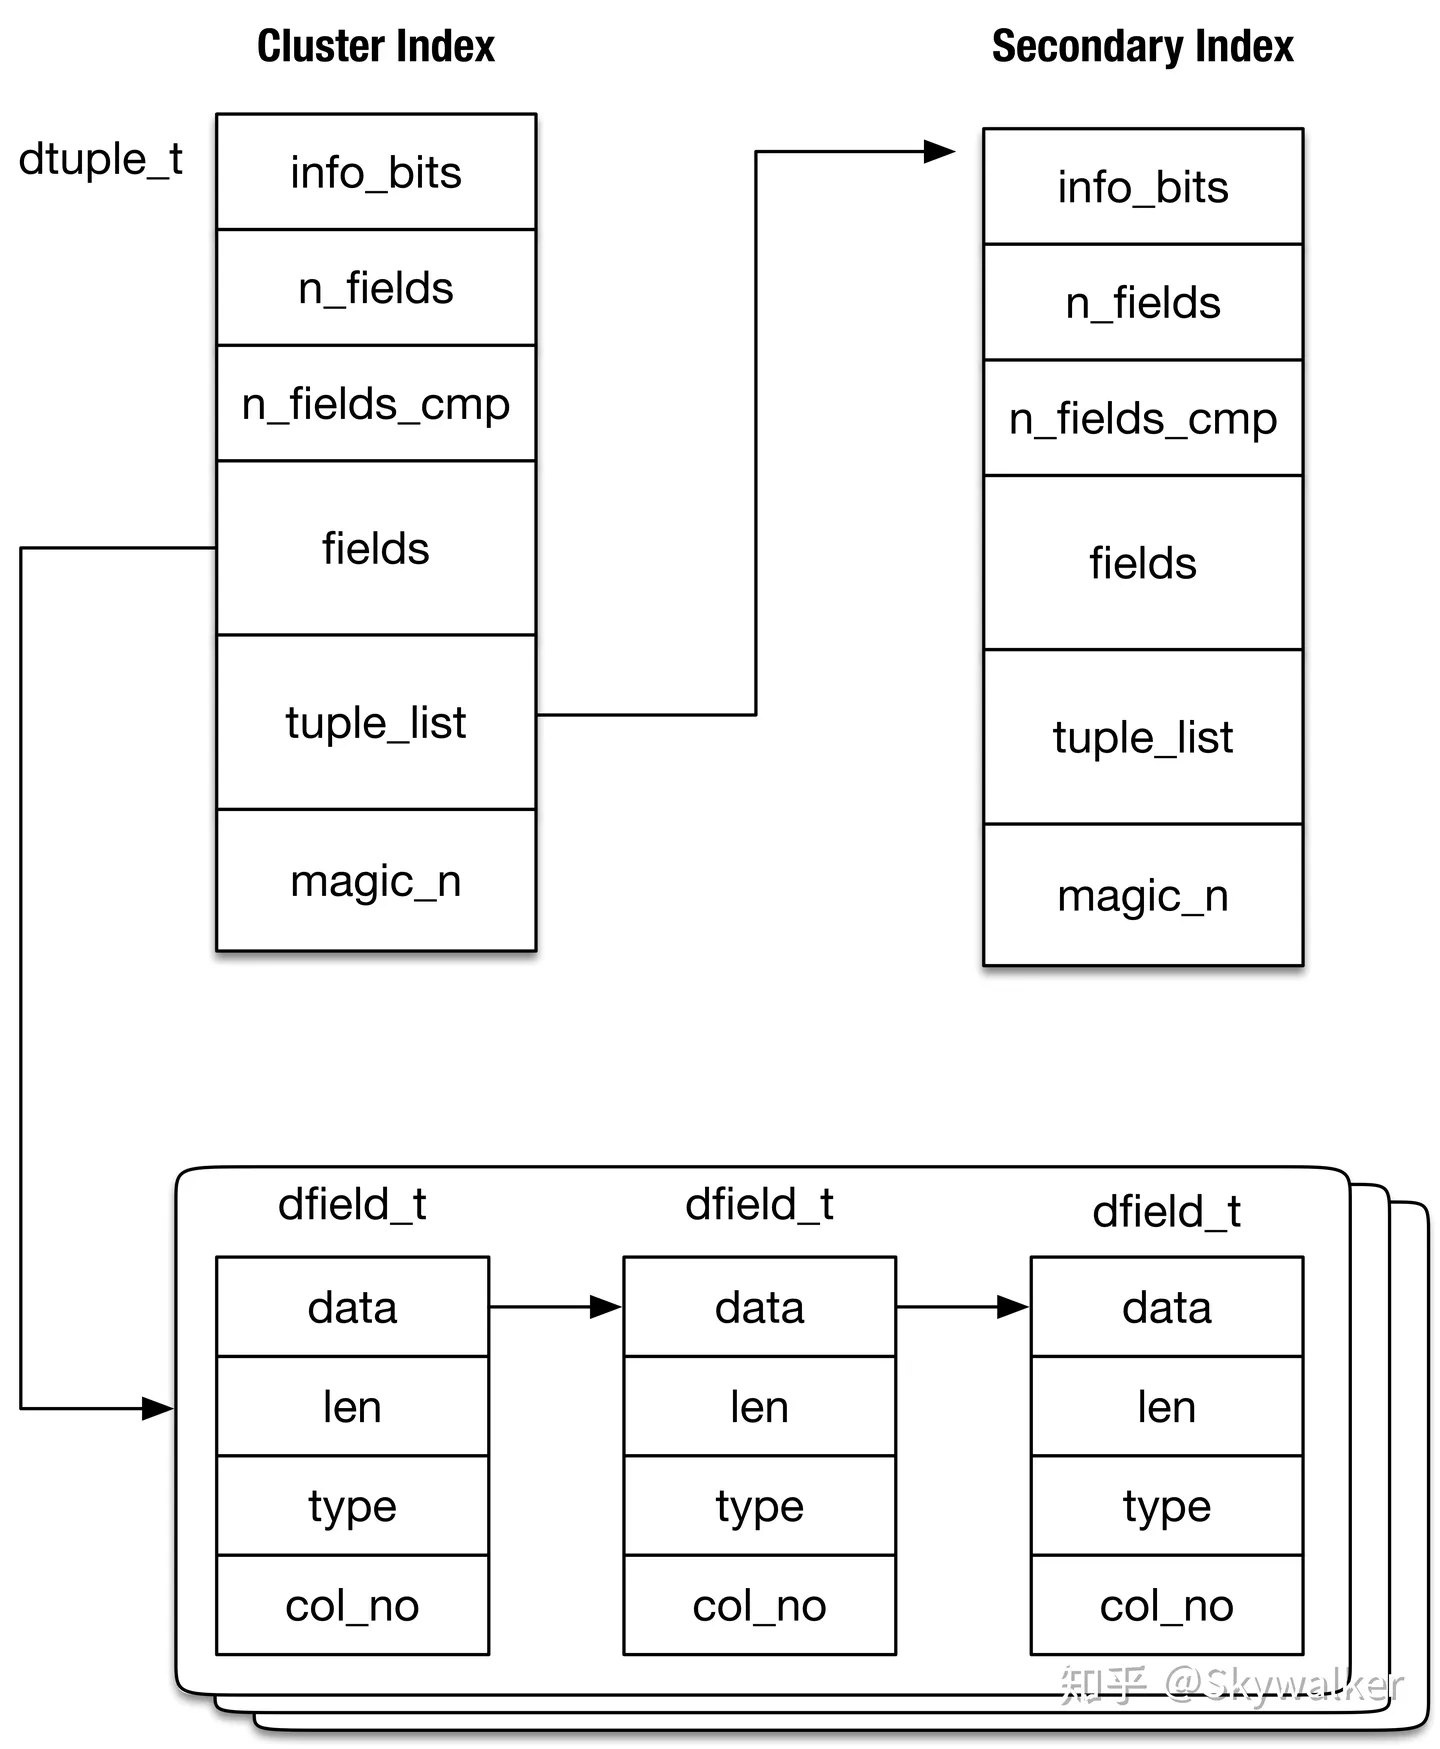 Cluster Index
Secondary Index
dtuple_t
info_bits
n_fields
n_fields_cmp
fields
tuple_list
magic_n
info_bits
n_fields
n_fields_cmp
fields
tuple_list
magic_n
dfield_t
data
len
type
col_no
dfield_t
data
len
type
col_no
dfield_t
data
len
type
col_no
知乎 @Skywalker